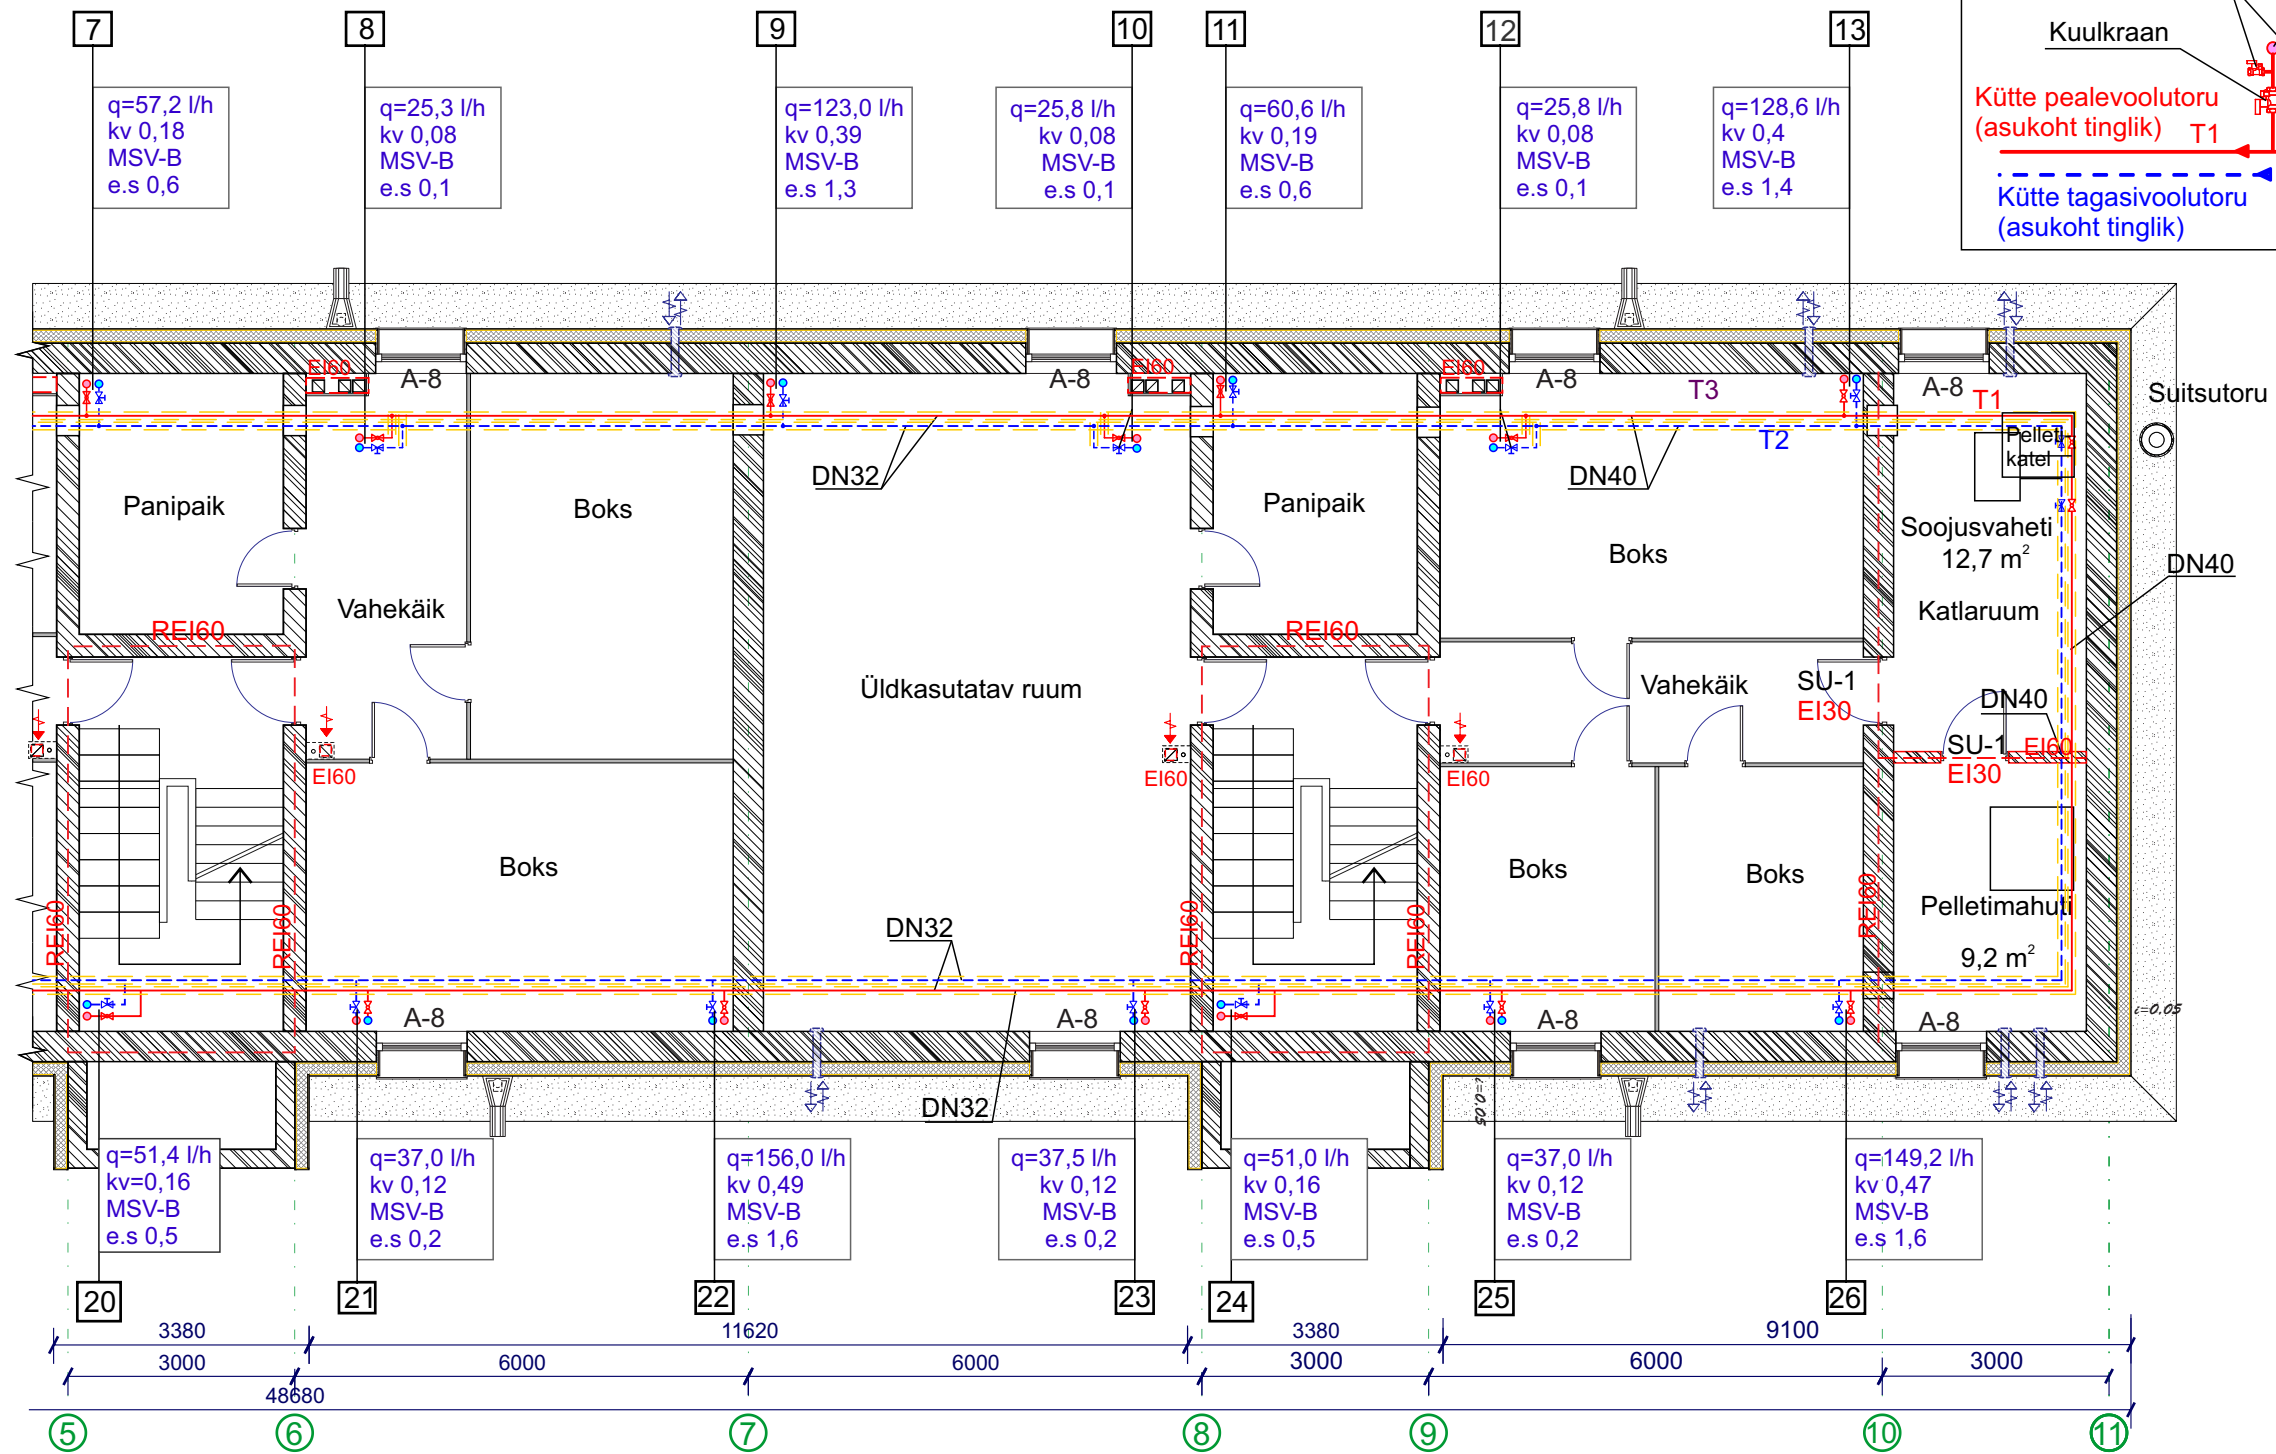 7
8
9
10
11
12
13
Kuulkraan
Kütte pealevoolutoru
(asukoht tinglik) T1
Kütte tagasivoolutoru
(asukoht tinglik)
q=57,2 l/h
kv 0,18
MSV-B
e.s 0,6
q=25,3 l/h
kv 0,08
MSV-B
e.s 0,1
q=123,0 l/h
kv 0,39
MSV-B
e.s 1,3
q=25,8 l/h
kv 0,08
MSV-B
e.s 0,1
q=60,6 l/h
kv 0,19
MSV-B
e.s 0,6
q=25,8 l/h
kv 0,08
MSV-B
e.s 0,1
q=128,6 l/h
kv 0,4
MSV-B
e.s 1,4
EI60
A-8
A-8
EI60
EI60
A-8
T3
A-8
T1
Suitsutoru
T2
Pelleti
katel
DN32
DN40
Panipaik
Boks
Panipaik
Boks
Soojusvaheti
12,7 m²
DN40
Vahekäik
Katlaruum
REI60
REI60
Üldkasutatav ruum
Vahekäik
SU-1
EI30
DN40
SU-1
EI30
EI60
EI60
EI60
EI60
Boks
Boks
Boks
Pelletimahuti
9,2 m²
REI60
REI60
REI60
REI60
REI60
DN32
A-8
A-8
A-8
A-8
i=0.05
i=0.05
DN32
q=51,4 l/h
kv=0,16
MSV-B
e.s 0,5
q=37,0 l/h
kv 0,12
MSV-B
e.s 0,2
q=156,0 l/h
kv 0,49
MSV-B
e.s 1,6
q=37,5 l/h
kv 0,12
MSV-B
e.s 0,2
q=51,0 l/h
kv 0,16
MSV-B
e.s 0,5
q=37,0 l/h
kv 0,12
MSV-B
e.s 0,2
q=149,2 l/h
kv 0,47
MSV-B
e.s 1,6
20
21
22
23
24
25
26
3380
11620
3380
9100
3000
6000
6000
3000
6000
3000
48680
5
6
7
8
9
10
11